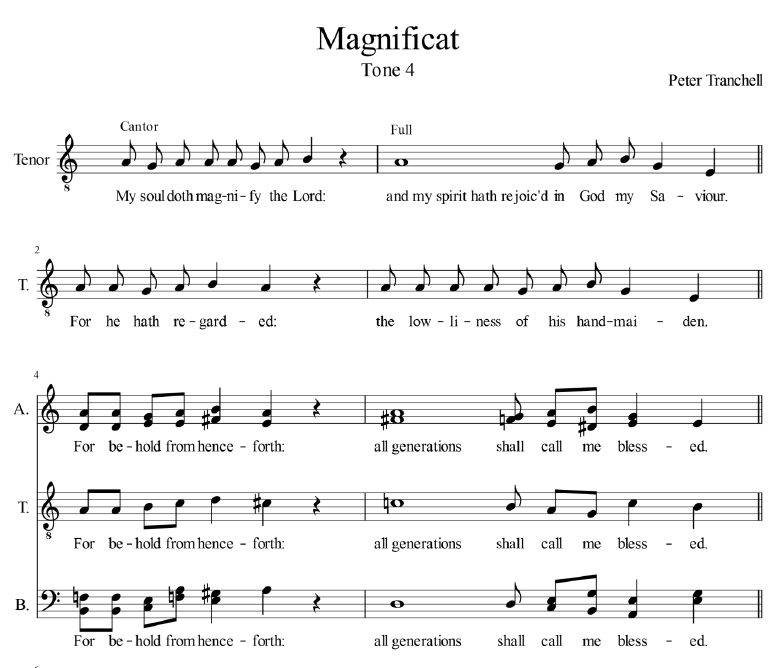 Magnificat
Tone 4
Peter Tranchell
Cantor
Full
Tenor
8
My soul doth mag-ni-fy the Lord: and my spirit hath rejoic'd in God my Sa - viour.
2
T.
8
For he hath re-gard - ed: the low-li-ness of his hand-mai - den.
4
A.
For be-hold from hence - forth: all generations shall call me bless - ed.
T.
8
For be-hold from hence - forth: all generations shall call me bless - ed.
B.
For be-hold from hence - forth: all generations shall call me bless - ed.